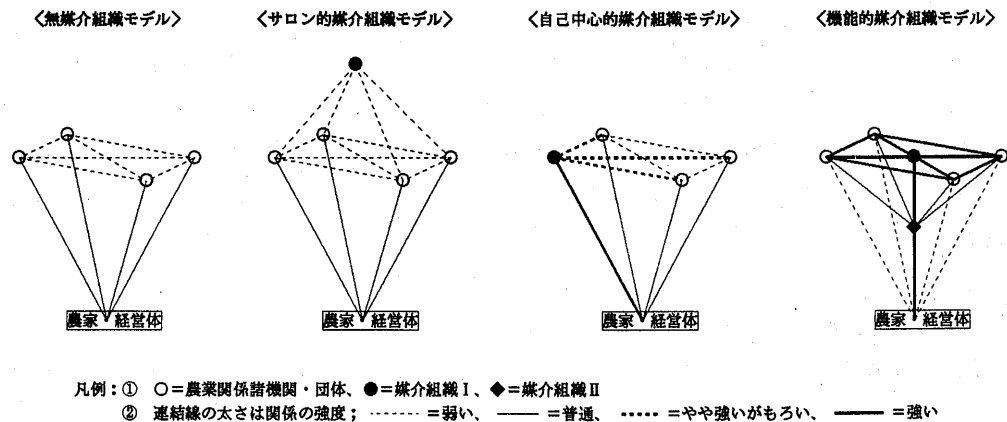 〈無媒介組織モデル〉
〈サロン的媒介組織モデル〉
〈自己中心的媒介組織モデル〉
〈機能的媒介組織モデル〉
農家・経営体
農家・経営体
農家・経営体
農家・経営体
凡例：① ○＝農業関係諸機関・団体、●＝媒介組織Ⅰ、◆＝媒介組織Ⅱ
② 連結線の太さは関係の強度； ＝弱い、 ＝普通、 ＝やや強いがもろい、 ＝強い